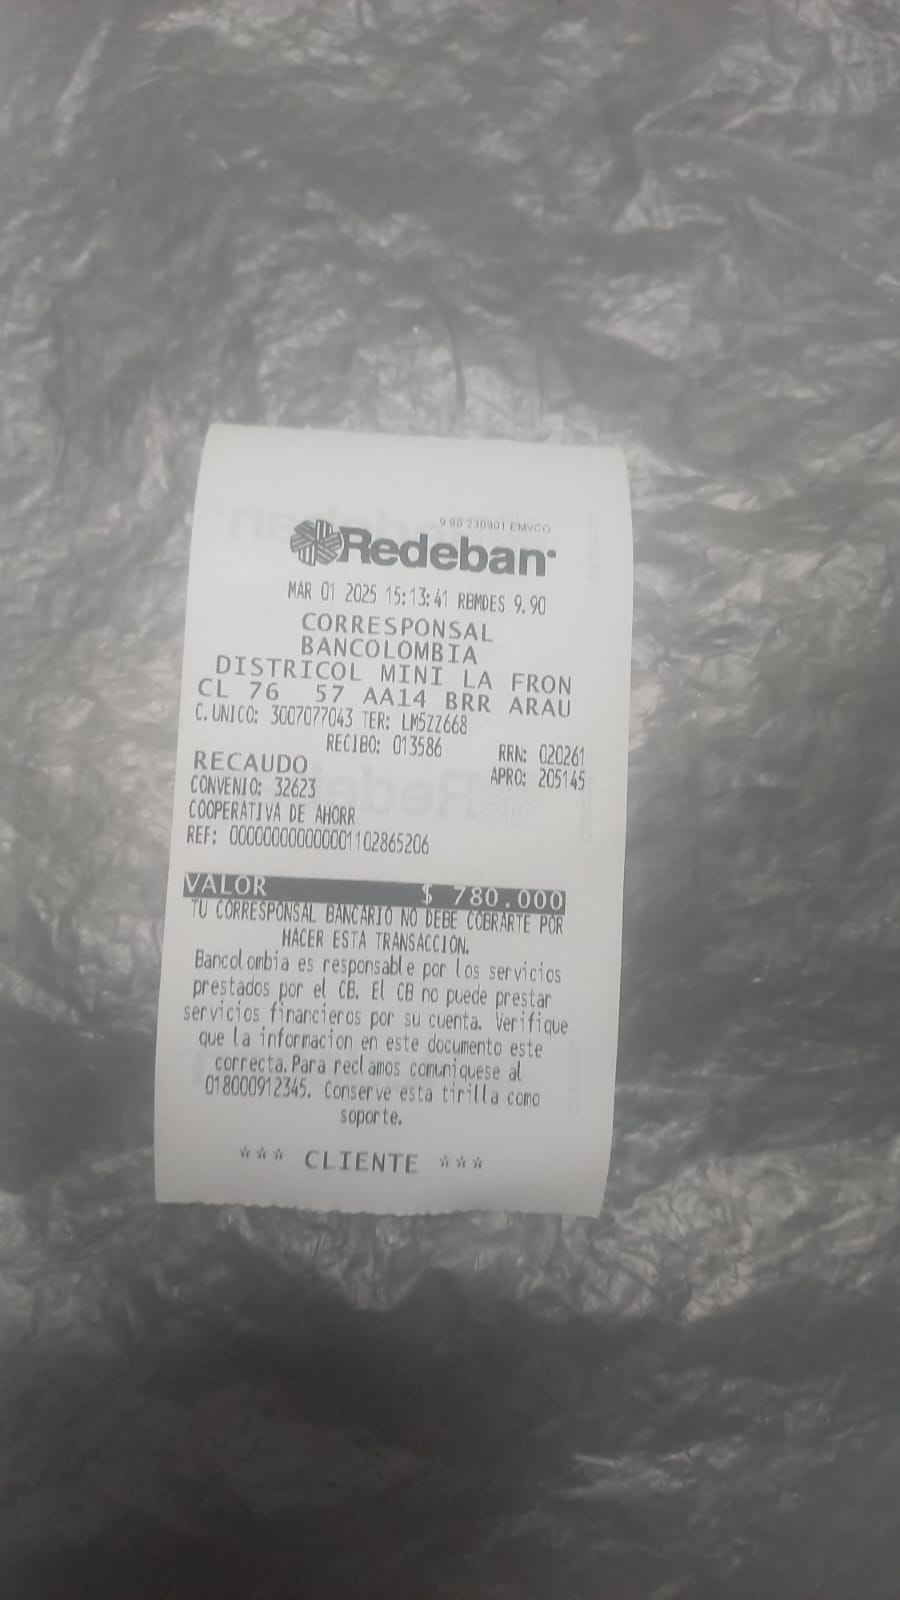 9.90 230901 EMVCO
Redeban
MAR 01 2025 15:13:41 RBMDES 9.90
CORRESPONSAL
BANCOLOMBIA
DISTRICOL MINI LA FRON
CL 76 57 AA14 BRR ARAU
C.UNICO: 3007077043 TER: LM5ZZ668
RECIBO: 013586 RRN: 020261
RECAUDO APRO: 205145
CONVENIO: 32623
COOPERATIVA DE AHORR
REF: 00000000000001102865206
VALOR $ 780.000
TU CORRESPONSAL BANCARIO NO DEBE COBRARTE POR
HACER ESTA TRANSACCION.
Bancolombia es responsable por los servicios
prestados por el CB. El CB no puede prestar
servicios financieros por su cuenta. Verifique
que la informacion en este documento este
correcta.Para reclamos comuniquese al
018000912345. Conserve esta tirilla como
soporte.
*** CLIENTE ***